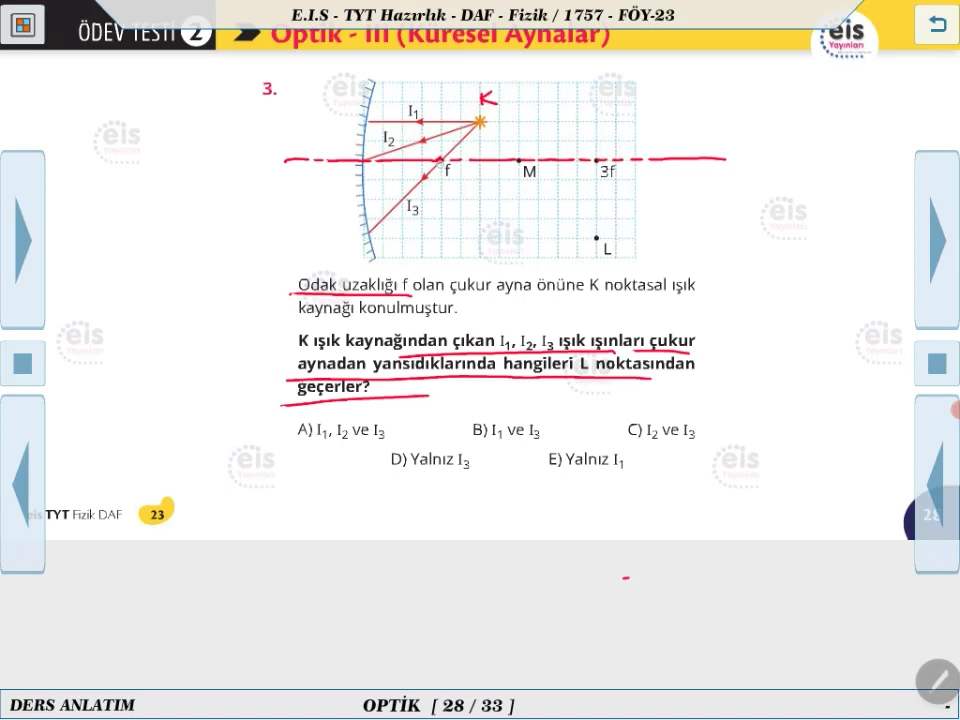 E.I.S - TYT Hazırlık - DAF - Fizik / 1757 - FÖY-23
ÖDEV TESTİ 2
Optik - III (Küresel Aynalar)
eis
Yayınları
3.
K
I1
I2
f
M
3f
I3
L
Odak uzaklığı f olan çukur ayna önüne K noktasal ışık
kaynağı konulmuştur.
K ışık kaynağından çıkan I1, I2, I3 ışık ışınları çukur
aynadan yansıdıklarında hangileri L noktasından
geçerler?
A) I1, I2 ve I3
B) I1 ve I3
C) I2 ve I3
D) Yalnız I3
E) Yalnız I1
eis TYT Fizik DAF
23
28
DERS ANLATIM
OPTİK [ 28 / 33 ]
-